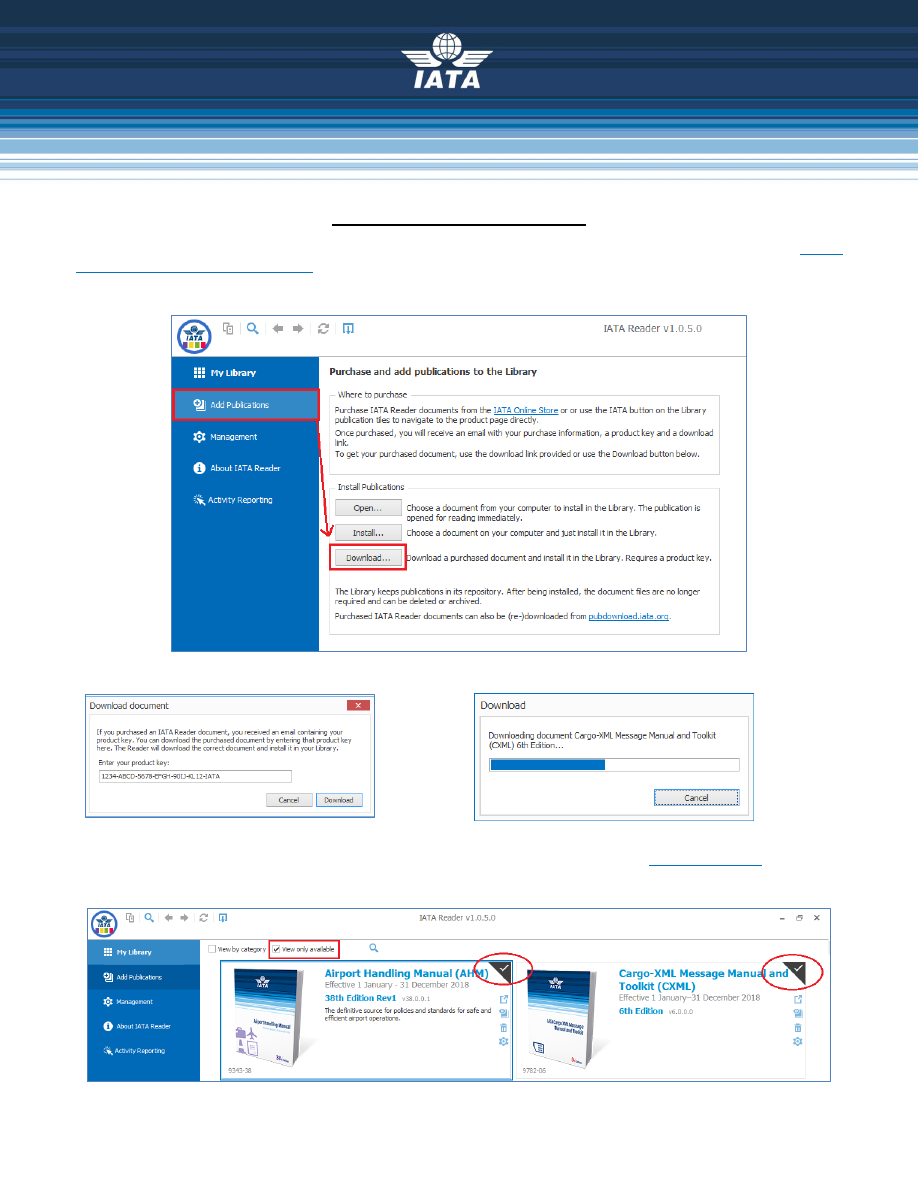 IATA
IATA
IATA Reader v1.0.5.0
My Library
Add Publications
Management
About IATA Reader
Activity Reporting
Purchase and add publications to the Library
Where to purchase
Purchase IATA Reader documents from the IATA Online Store or or use the IATA button on the Library
publication tiles to navigate to the product page directly.
Once purchased, you will receive an email with your purchase information, a product key and a download
link.
To get your purchased document, use the download link provided or use the Download button below.
Install Publications
Open... Choose a document from your computer to install in the Library. The publication is
opened for reading immediately.
Install... Choose a document on your computer and just install it in the Library.
Download... Download a purchased document and install it in the Library. Requires a product key.
The Library keeps publications in its repository. After being installed, the document files are no longer
required and can be deleted or archived.
Purchased IATA Reader documents can also be (re-)downloaded from pubdownload.iata.org.
Download document
If you purchased an IATA Reader document, you received an email containing your
product key. You can download the purchased document by entering that product key
here. The Reader will download the correct document and install it in your Library.
Enter your product key:
1234-ABCD-5678-EFGH-90IJ-KL12-IATA
Cancel Download
Download
Downloading document Cargo-XML Message Manual and Toolkit
(CXML) 6th Edition...
Cancel
IATA
IATA Reader v1.0.5.0
My Library
Add Publications
Management
About IATA Reader
Activity Reporting
View by category View only available
IATA
Airport Handling Manual
9343-38
Airport Handling Manual (AHM)
Effective 1 January - 31 December 2018
38th Edition Rev1 v38.0.0.1
The definitive source for policies and standards for safe and
efficient airport operations.
IATA
IATA Cargo-XML Message
Manual and Toolkit
9782-06
Cargo-XML Message Manual and
Toolkit (CXML)
Effective 1 January–31 December 2018
6th Edition v6.0.0.0